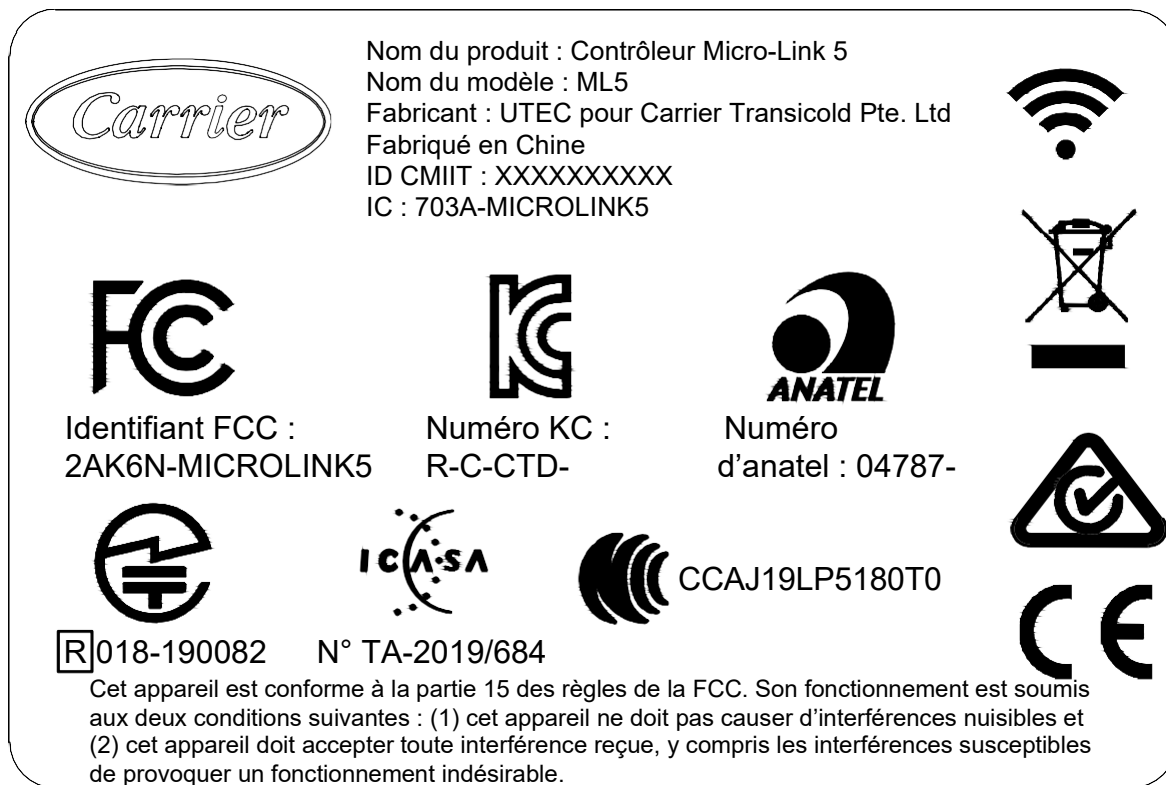 Carrier
Nom du produit : Contrôleur Micro-Link 5
Nom du modèle : ML5
Fabricant : UTEC pour Carrier Transicold Pte. Ltd
Fabriqué en Chine
ID CMIIT : XXXXXXXXXX
IC : 703A-MICROLINK5
FC
KC
ANATEL
Identifiant FCC :
2AK6N-MICROLINK5
Numéro KC :
R-C-CTD-
Numéro
d’anatel : 04787-
ICASA
CCAJ19LP5180T0
CE
R 018-190082
N° TA-2019/684
Cet appareil est conforme à la partie 15 des règles de la FCC. Son fonctionnement est soumis
aux deux conditions suivantes : (1) cet appareil ne doit pas causer d’interférences nuisibles et
(2) cet appareil doit accepter toute interférence reçue, y compris les interférences susceptibles
de provoquer un fonctionnement indésirable.